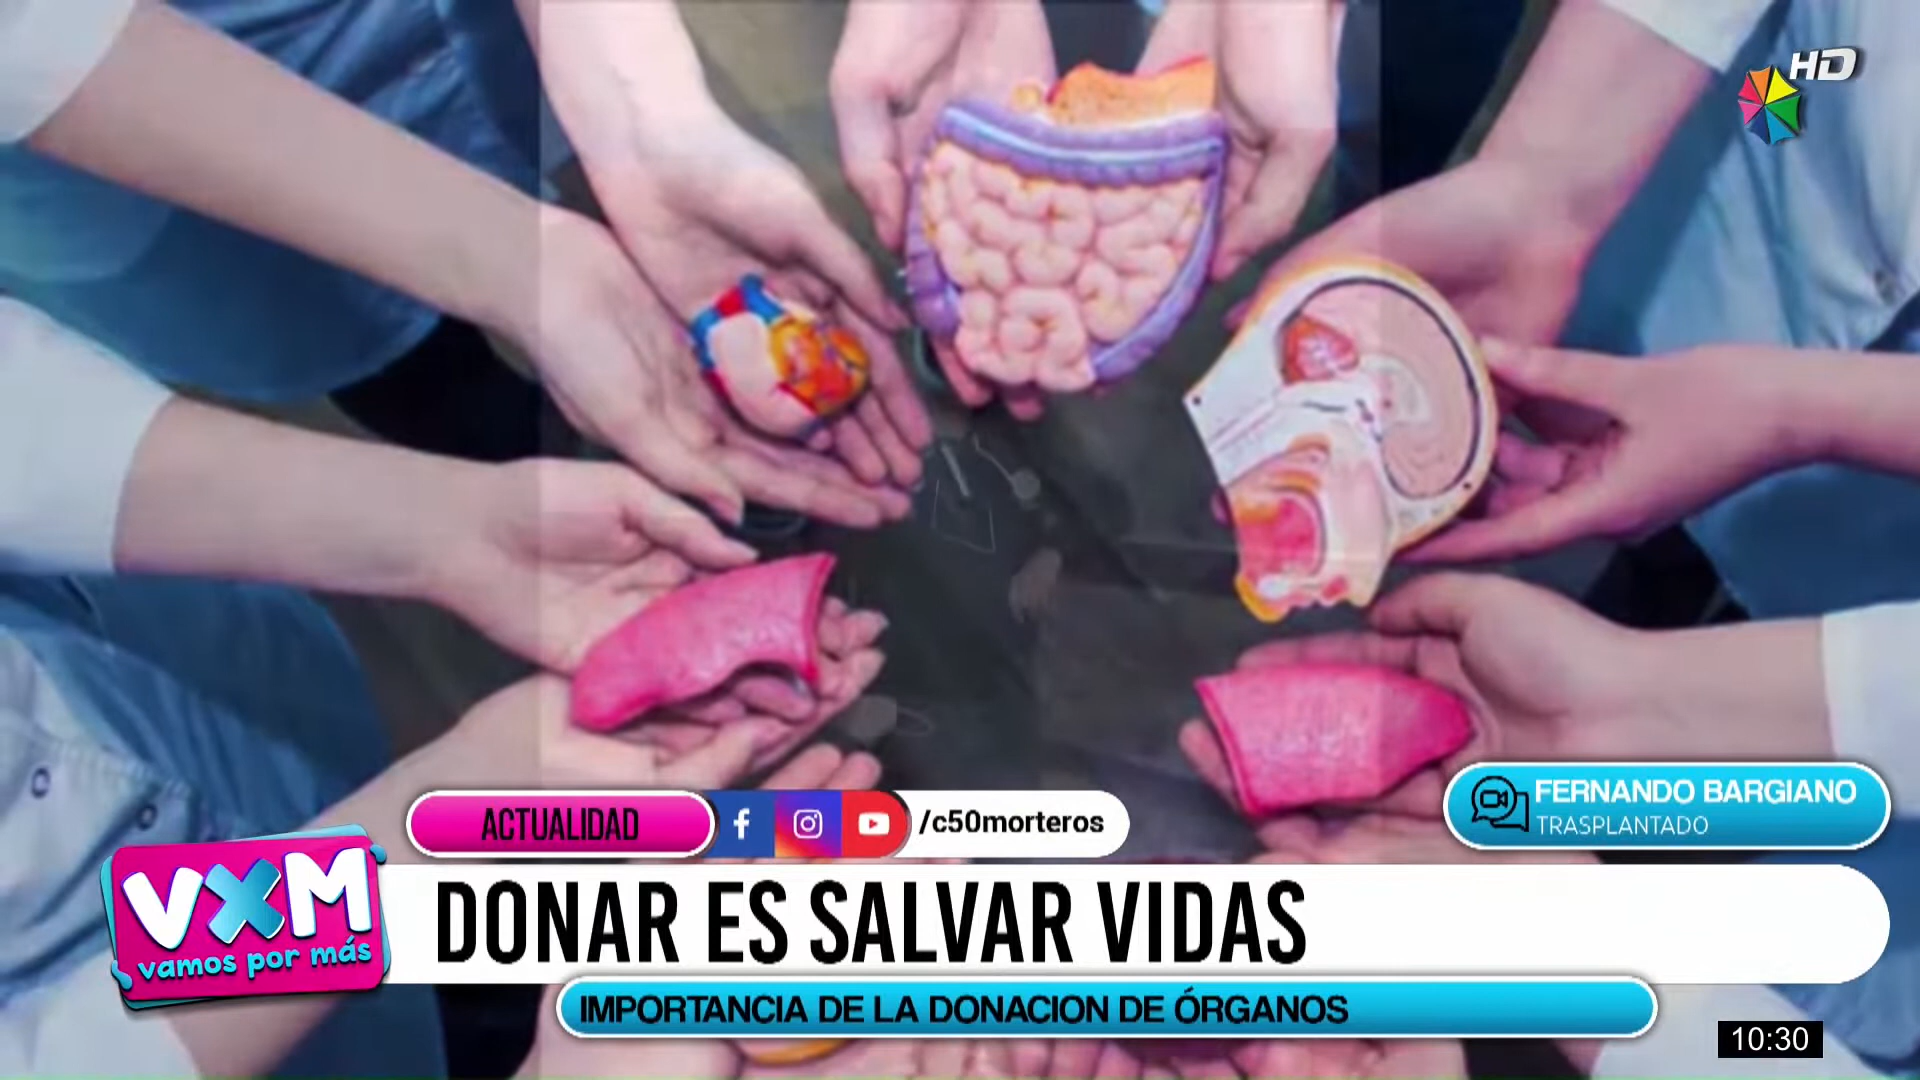 HD
FERNANDO BARGIANO
TRASPLANTADO
ACTUALIDAD
/c50morteros
VXM
vamos por más
DONAR ES SALVAR VIDAS
IMPORTANCIA DE LA DONACION DE ÓRGANOS
10:30